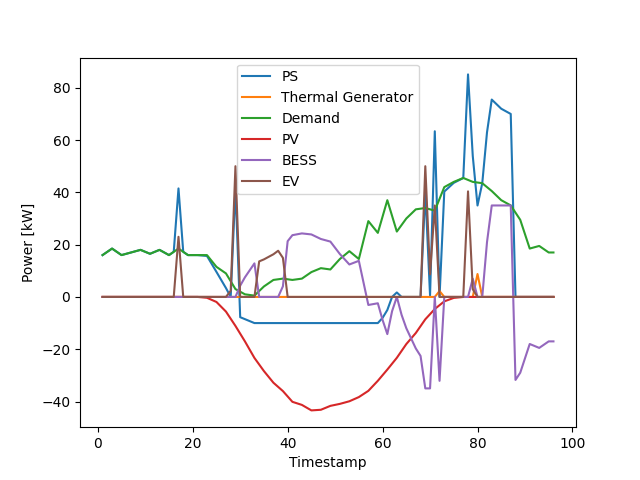 PS
Thermal Generator
Demand
PV
BESS
EV
Power [kW]
80
60
40
20
0
−20
−40
0 20 40 60 80 100
Timestamp